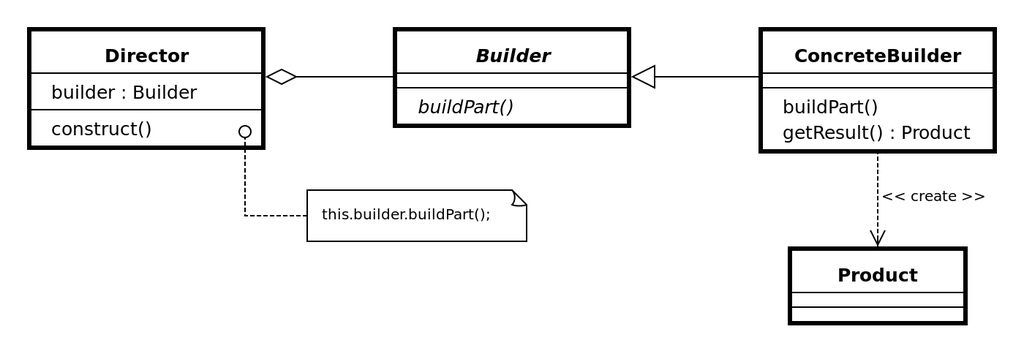 Director
builder : Builder
construct()
Builder
buildPart()
ConcreteBuilder
buildPart()
getResult() : Product
this.builder.buildPart();
<< create >>
Product